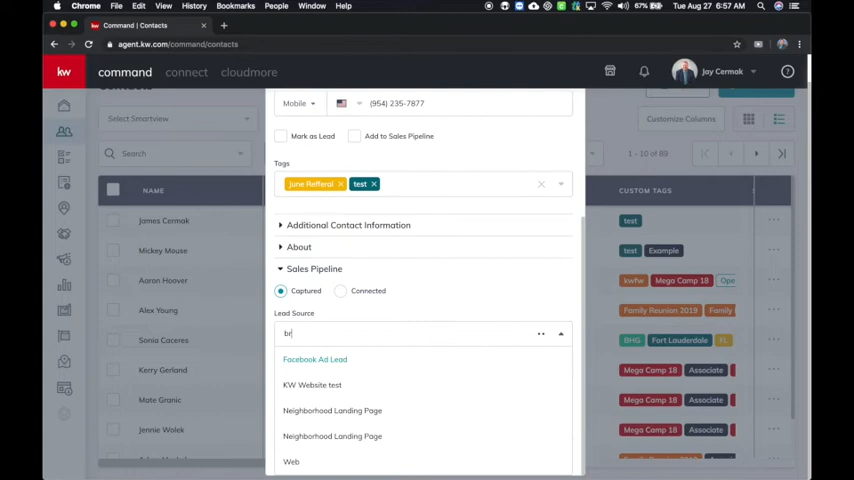 Chrome File Edit View History Bookmarks People Window Help
67% Tue Aug 27 6:57 AM
Command | Contacts
agent.kw.com/command/contacts
kw command connect cloudmore Jay Cermak
Contacts
Select Smartview
Customize Columns
Search
1 - 10 of 89
NAME
CUSTOM TAGS
James Cermak
test
Mickey Mouse
test Example
Aaron Hoover
kwfw Mega Camp 18 Ope
Alex Young
Family Reunion 2019 Mega
Sonia Caceres
BHG Fort Lauderdale FL
Kerry Gerland
Mega Camp 18 Associate
Mate Granic
Mega Camp 18 Associate
Jennie Wolek
Mega Camp 18 Associate
Mobile (954) 235-7877
Mark as Lead Add to Sales Pipeline
Tags
June Refferal test
Additional Contact Information
About
Sales Pipeline
Captured Connected
Lead Source
br
Facebook Ad Lead
KW Website test
Neighborhood Landing Page
Neighborhood Landing Page
Web